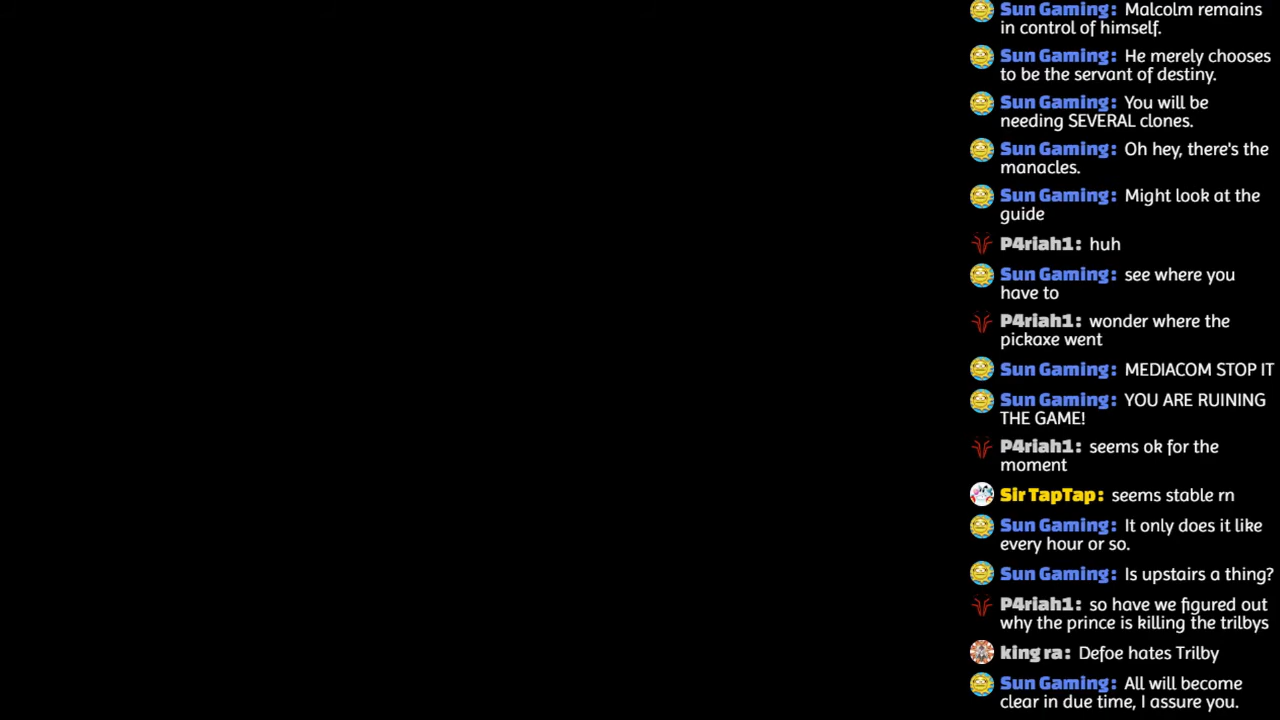 Sun Gaming: Malcolm remains
in control of himself.
Sun Gaming: He merely chooses
to be the servant of destiny.
Sun Gaming: You will be
needing SEVERAL clones.
Sun Gaming: Oh hey, there's the
manacles.
Sun Gaming: Might look at the
guide
P4riah1: huh
Sun Gaming: see where you
have to
P4riah1: wonder where the
pickaxe went
Sun Gaming: MEDIACOM STOP IT
Sun Gaming: YOU ARE RUINING
THE GAME!
P4riah1: seems ok for the
moment
Sir TapTap: seems stable rn
Sun Gaming: It only does it like
every hour or so.
Sun Gaming: Is upstairs a thing?
P4riah1: so have we figured out
why the prince is killing the trilbys
king ra: Defoe hates Trilby
Sun Gaming: All will become
clear in due time, I assure you.